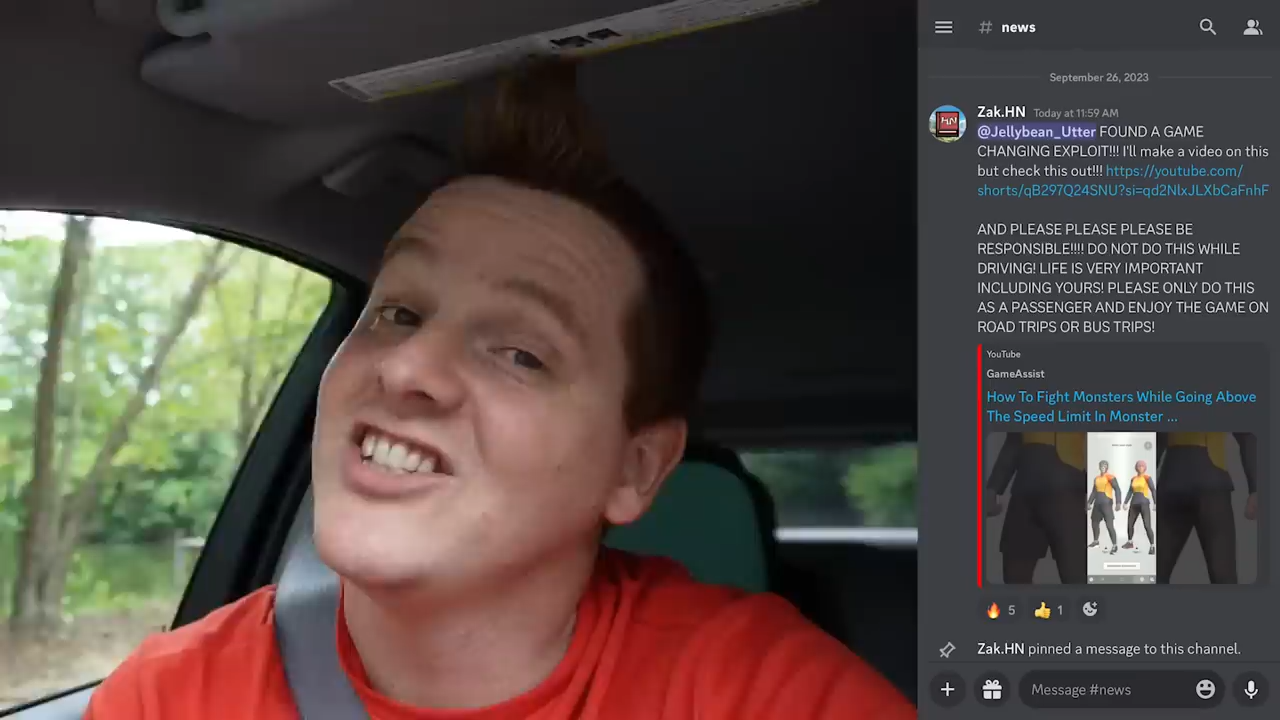 # news
September 26, 2023
Zak.HN Today at 11:59 AM
@Jellybean_Utter FOUND A GAME
CHANGING EXPLOIT!!! I'll make a video on this
but check this out!!! https://youtube.com/
shorts/qB297Q24SNU?si=qd2NlxJLXbCaFnhF
AND PLEASE PLEASE PLEASE BE
RESPONSIBLE!!!! DO NOT DO THIS WHILE
DRIVING! LIFE IS VERY IMPORTANT
INCLUDING YOURS! PLEASE ONLY DO THIS
AS A PASSENGER AND ENJOY THE GAME ON
ROAD TRIPS OR BUS TRIPS!
YouTube
GameAssist
How To Fight Monsters While Going Above
The Speed Limit In Monster ...
5
1
Zak.HN pinned a message to this channel.
Message #news